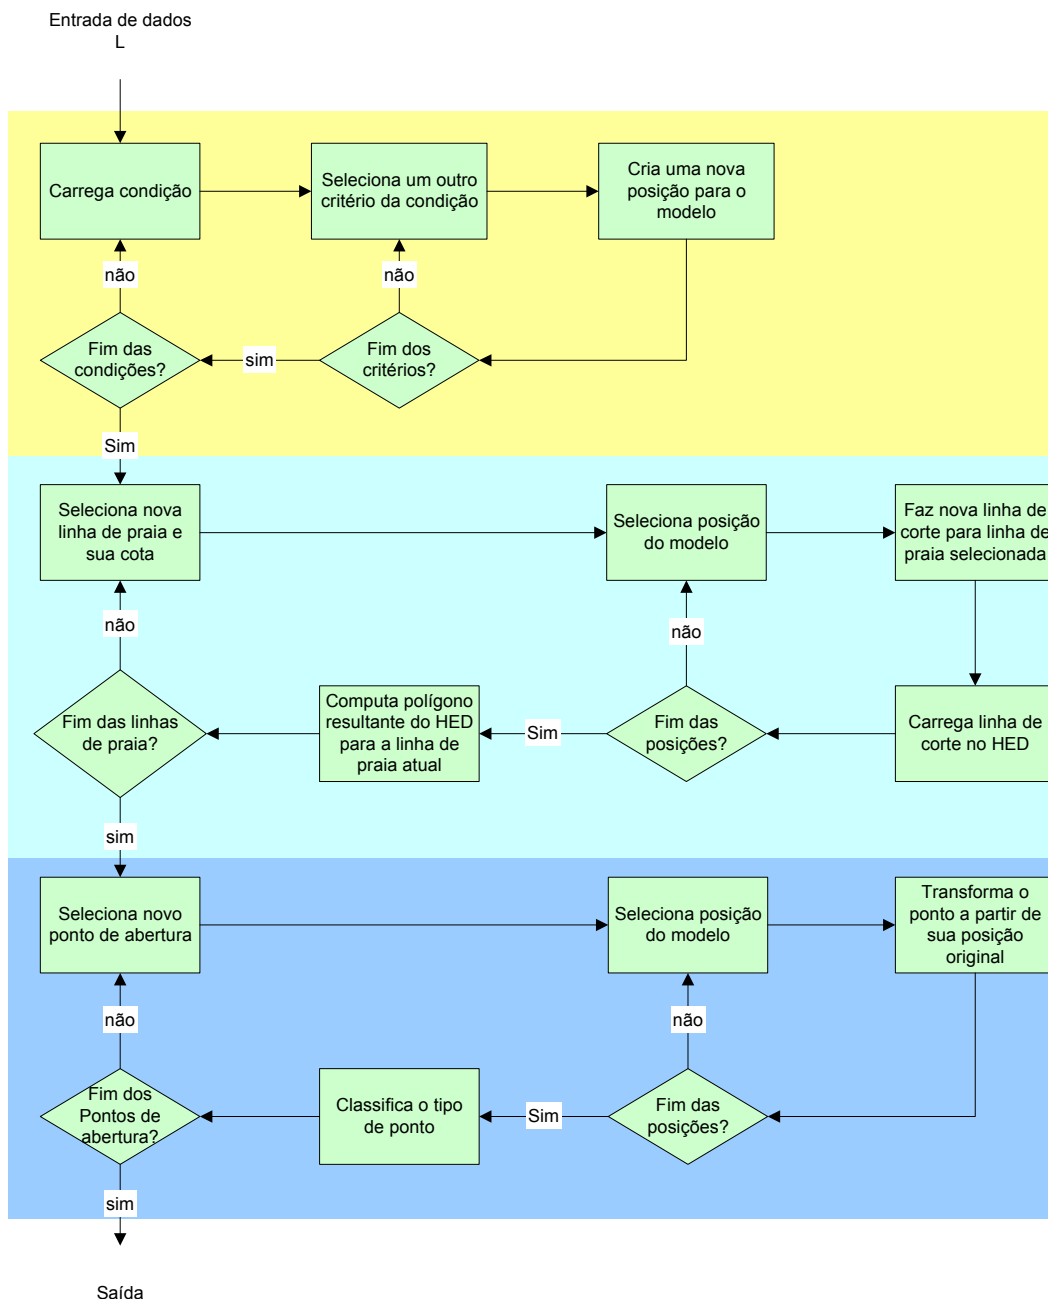 Entrada de dados
L
Carrega condição
Seleciona um outro
critério da condição
Cria uma nova
posição para o
modelo
não
não
Fim das
condições?
sim
Fim dos
critérios?
Sim
Seleciona nova
linha de praia e
sua cota
Seleciona posição
do modelo
Faz nova linha de
corte para linha de
praia selecionada
não
não
Fim das linhas
de praia?
Computa polígono
resultante do HED
para a linha de
praia atual
Sim
Fim das
posições?
Carrega linha de
corte no HED
sim
Seleciona novo
ponto de abertura
Seleciona posição
do modelo
Transforma o
ponto a partir de
sua posição
original
não
não
Fim dos
Pontos de
abertura?
Classifica o tipo
de ponto
Sim
Fim das
posições?
sim
Saída